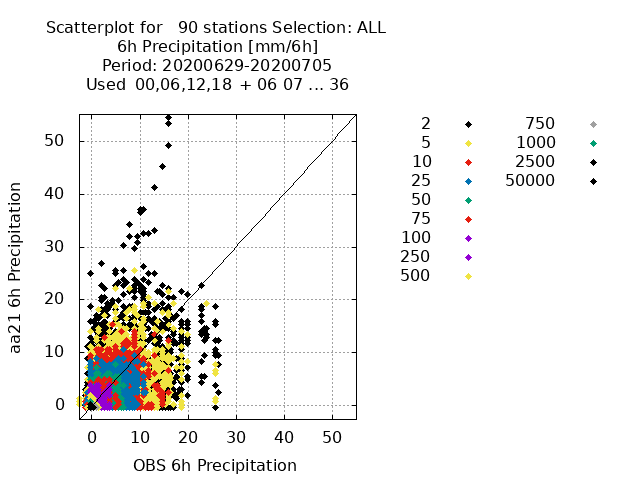 Scatterplot for   90 stations Selection: ALL
6h Precipitation [mm/6h]
Period: 20200629-20200705
Used  00,06,12,18 + 06 07 ... 36
aa21 6h Precipitation
50
40
30
20
10
0
0 10 20 30 40 50
OBS 6h Precipitation
2
5
10
25
50
75
100
250
500
750
1000
2500
50000